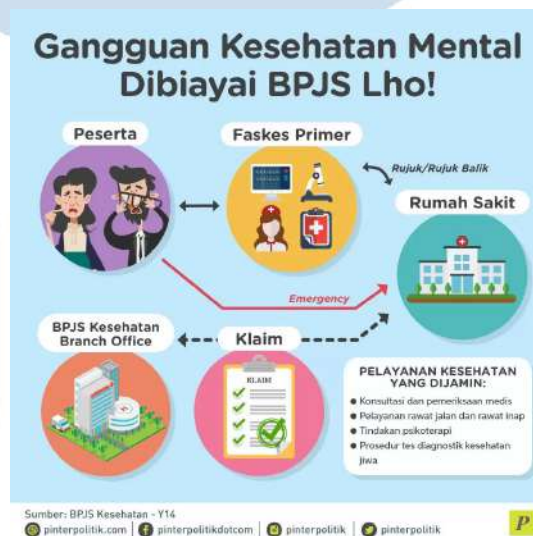 Gangguan Kesehatan Mental
Dibiayai BPJS Lho!
Peserta
Faskes Primer
Rujuk/Rujuk Balik
Rumah Sakit
Emergency
BPJS Kesehatan
Branch Office
Klaim
KLAIM
PELAYANAN KESEHATAN
YANG DIJAMIN:
● Konsultasi dan pemeriksaan medis
● Pelayanan rawat jalan dan rawat inap
● Tindakan psikoterapi
● Prosedur tes diagnostik kesehatan
jiwa
Sumber: BPJS Kesehatan - Y14
pinterpolitik.com | pinterpolitikdotcom | pinterpolitik | pinterpolitik
P